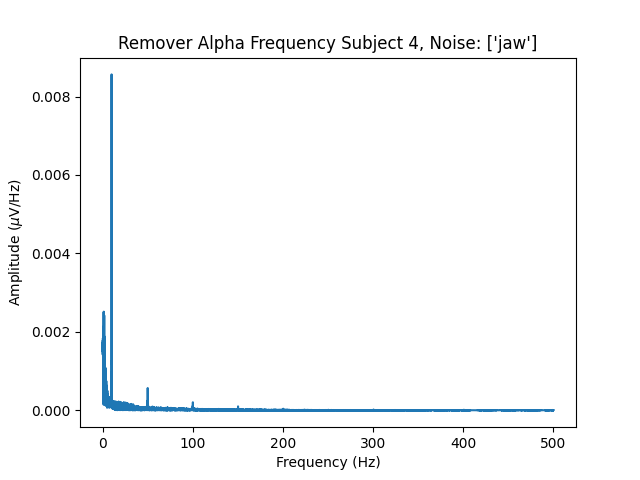 Remover Alpha Frequency Subject 4, Noise: ['jaw']
0.008
0.006
0.004
0.002
0.000
Amplitude (μV/Hz)
0 100 200 300 400 500
Frequency (Hz)